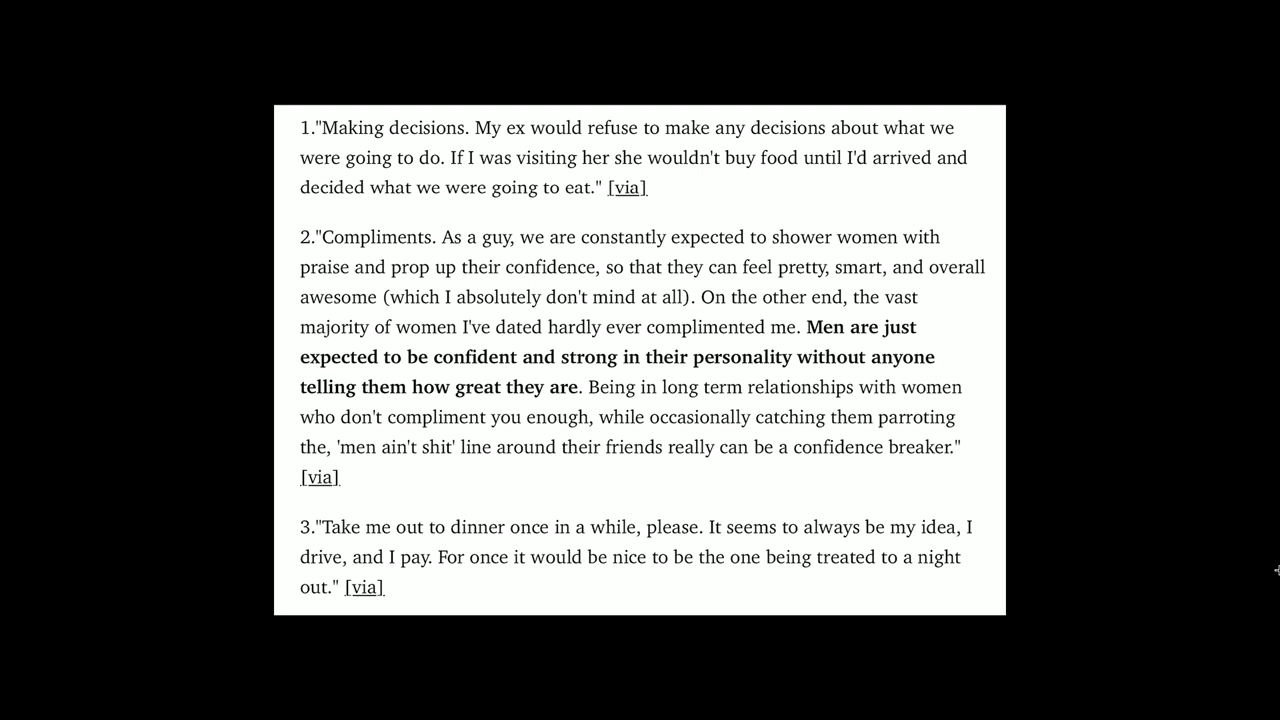 1."Making decisions. My ex would refuse to make any decisions about what we
were going to do. If I was visiting her she wouldn't buy food until I'd arrived and
decided what we were going to eat." [via]
2."Compliments. As a guy, we are constantly expected to shower women with
praise and prop up their confidence, so that they can feel pretty, smart, and overall
awesome (which I absolutely don't mind at all). On the other end, the vast
majority of women I've dated hardly ever complimented me. Men are just
expected to be confident and strong in their personality without anyone
telling them how great they are. Being in long term relationships with women
who don't compliment you enough, while occasionally catching them parroting
the, 'men ain't shit' line around their friends really can be a confidence breaker."
[via]
3."Take me out to dinner once in a while, please. It seems to always be my idea, I
drive, and I pay. For once it would be nice to be the one being treated to a night
out." [via]